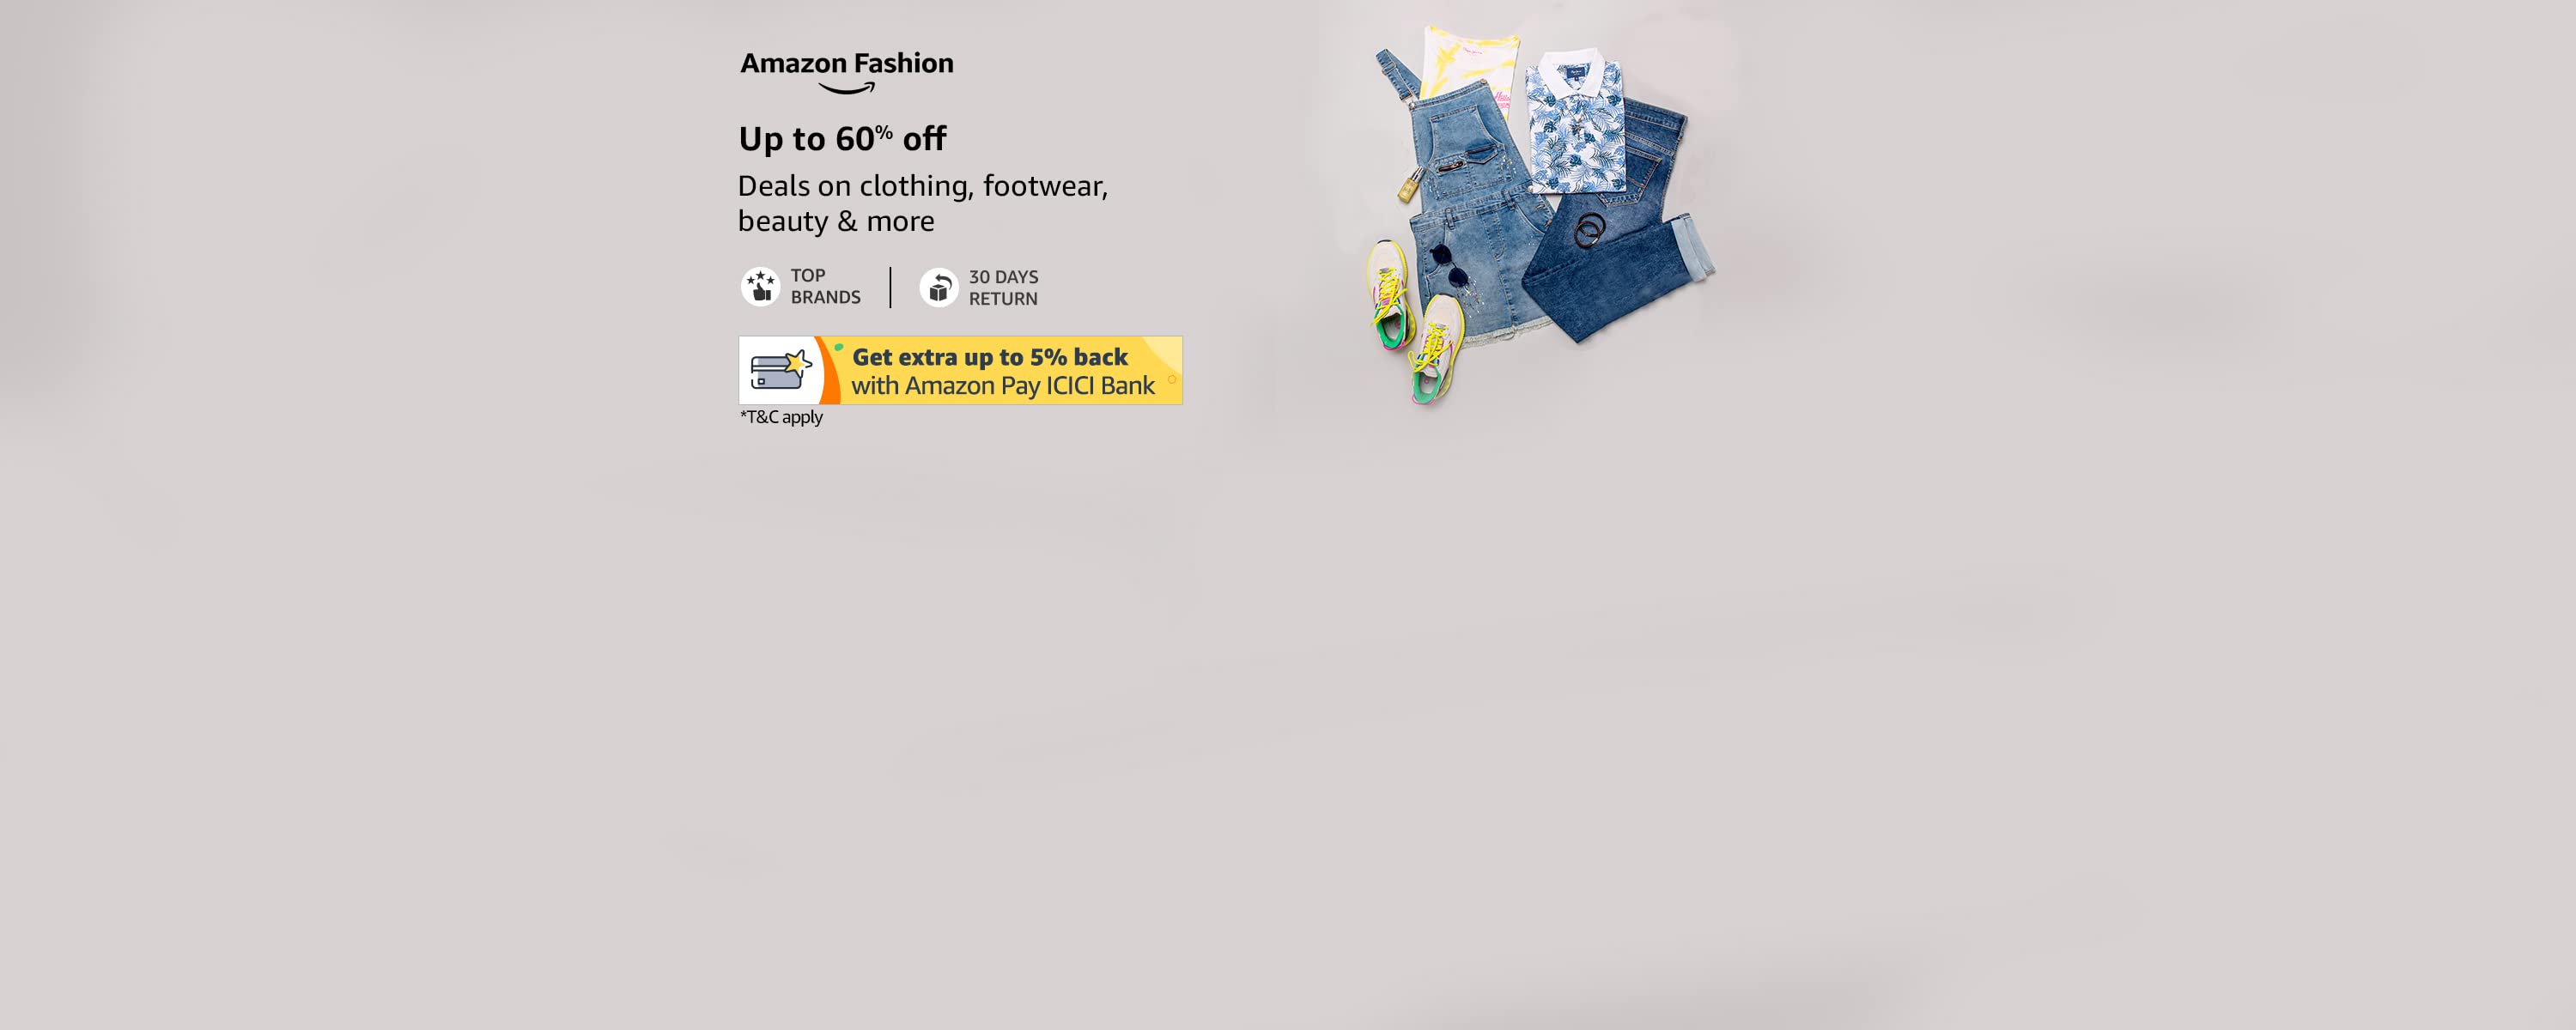 Amazon Fashion
Up to 60% off
Deals on clothing, footwear,
beauty & more
TOP
BRANDS
30 DAYS
RETURN
Get extra up to 5% back
with Amazon Pay ICICI Bank
*T&C apply